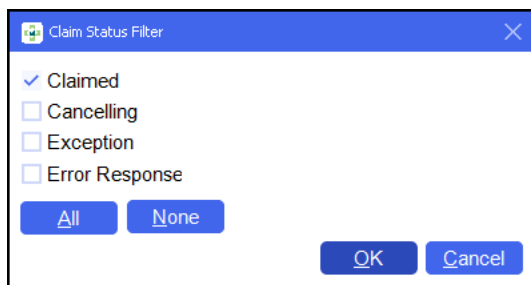 Claim Status Filter
Claimed
Cancelling
Exception
Error Response
All None
OK Cancel